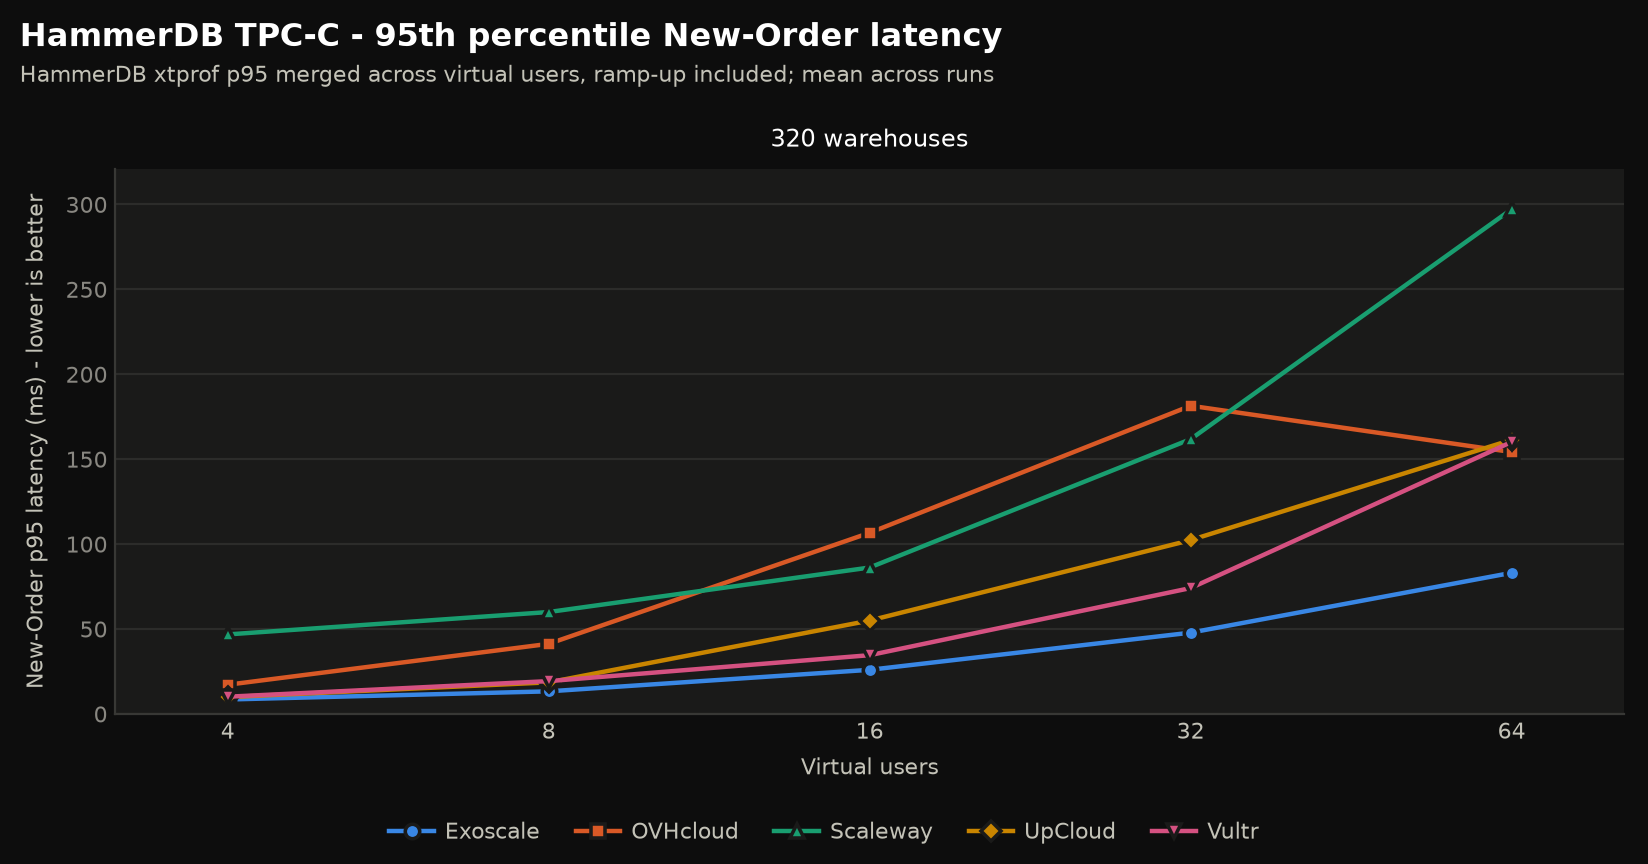 HammerDB TPC-C - 95th percentile New-Order latency
HammerDB xtprof p95 merged across virtual users, ramp-up included; mean across runs
320 warehouses
New-Order p95 latency (ms) - lower is better
300
250
200
150
100
50
0
4 8 16 32 64
Virtual users
Exoscale OVHcloud Scaleway UpCloud Vultr